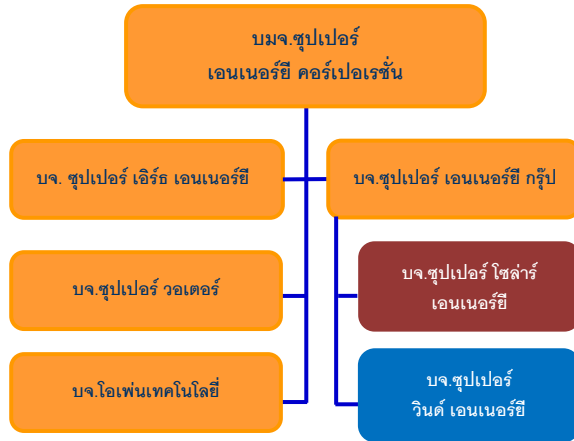 บมจ.ซุปเปอร์
เอนเนอร์ยี คอร์เปอเรชั่น
บจ. ซุปเปอร์ เอิร์ธ เอนเนอร์ยี
บจ.ซุปเปอร์ เอนเนอร์ยี กรุ๊ป
บจ.ซุปเปอร์ วอเตอร์
บจ.ซุปเปอร์ โซล่าร์
เอนเนอร์ยี
บจ.โอเพ่นเทคโนโลยี่
บจ.ซุปเปอร์
วินด์ เอนเนอร์ยี